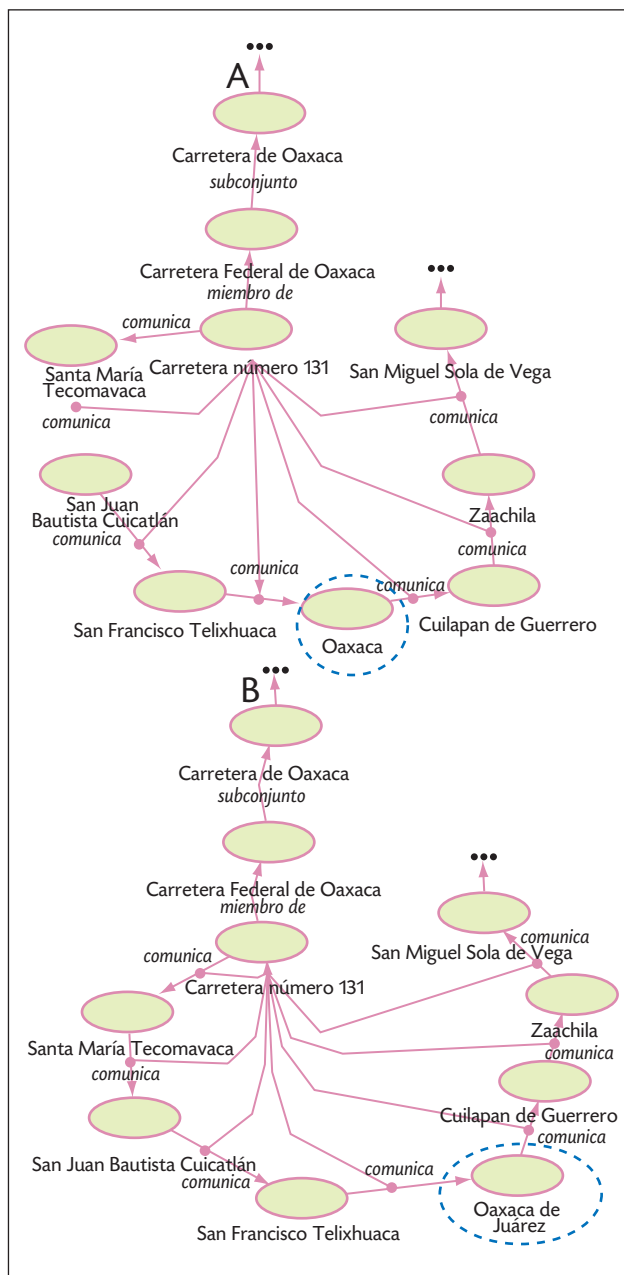 •••
A
Carretera de Oaxaca
subconjunto
Carretera Federal de Oaxaca
miembro de
•••
comunica
Santa María
Tecomavaca
Carretera número 131
San Miguel Sola de Vega
comunica
comunica
San Juan
Bautista Cuicatlán
Zaachila
comunica
comunica
comunica
comunica
San Francisco Telixhuaca
Oaxaca
Cuilapan de Guerrero
•••
B
Carretera de Oaxaca
subconjunto
•••
Carretera Federal de Oaxaca
miembro de
comunica
San Miguel Sola de Vega
comunica
Carretera número 131
Zaachila
Santa María Tecomavaca
comunica
comunica
Cuilapan de Guerrero
comunica
San Juan Bautista Cuicatlán
comunica
comunica
Oaxaca de
Juárez
San Francisco Telixhuaca